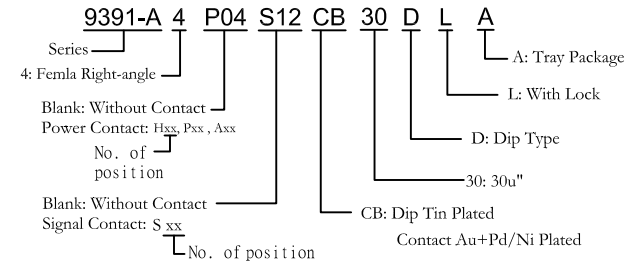 9391-A 4 P04 S12 CB 30 D L A
Series
A: Tray Package
4: Femla Right-angle
L: With Lock
Blank: Without Contact
Power Contact: Hxx, Pxx , Axx
No. of
position
D: Dip Type
30: 30u"
Blank: Without Contact
Signal Contact: S xx
No. of position
CB: Dip Tin Plated
Contact Au+Pd/Ni Plated